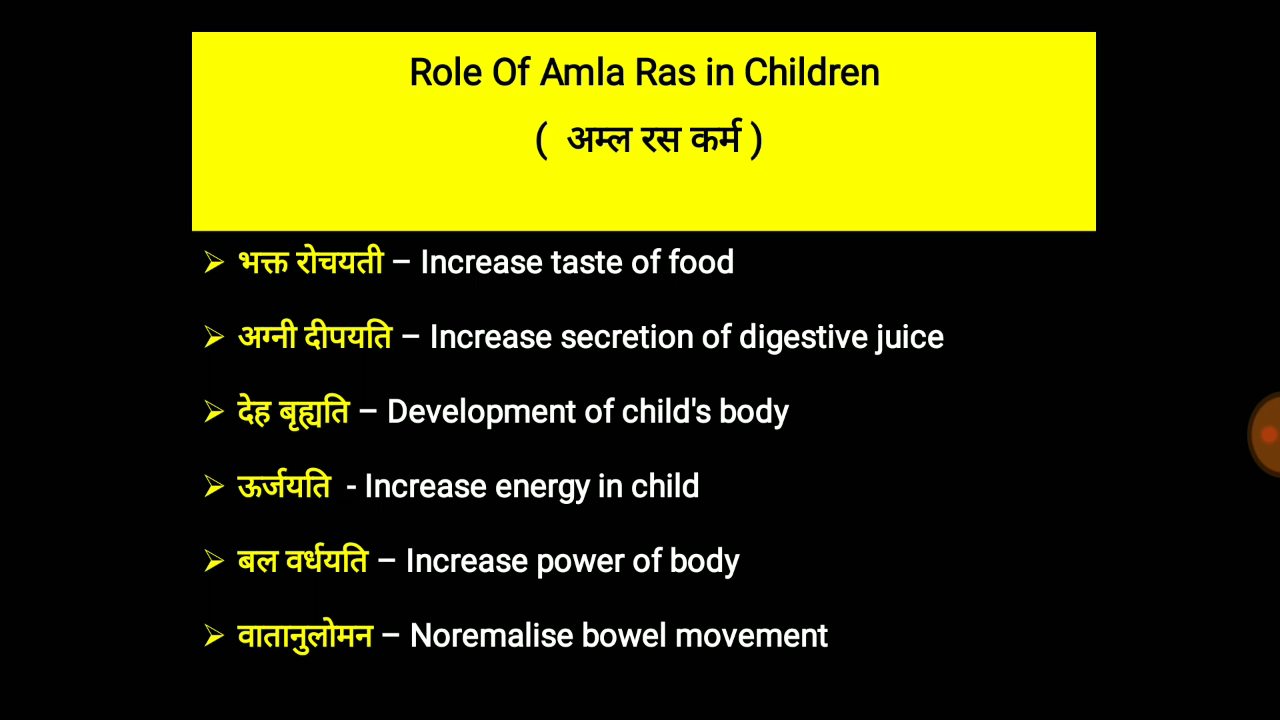 Role Of Amla Ras in Children
( अम्ल रस कर्म )
➢ भक्त रोचयती – Increase taste of food
➢ अग्नी दीपयति – Increase secretion of digestive juice
➢ देह बृह्यति – Development of child's body
➢ ऊर्जयति - Increase energy in child
➢ बल वर्धयति – Increase power of body
➢ वातानुलोमन – Noremalise bowel movement